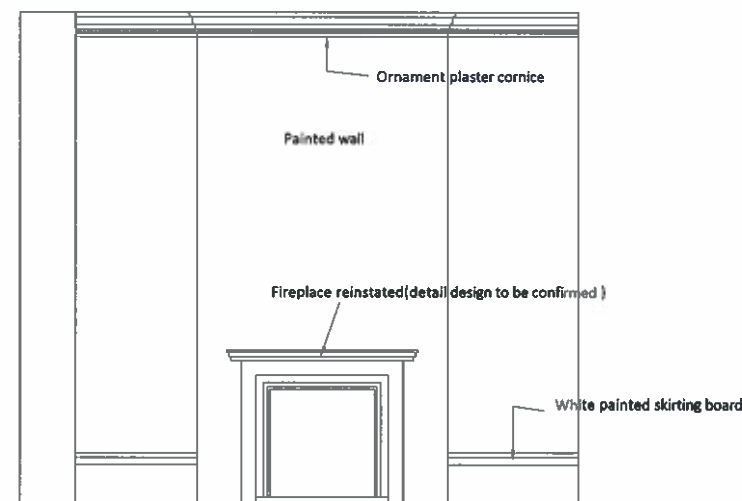 Ornament plaster cornice
Painted wall
Fireplace reinstated(detail design to be confirmed )
White painted skirting board